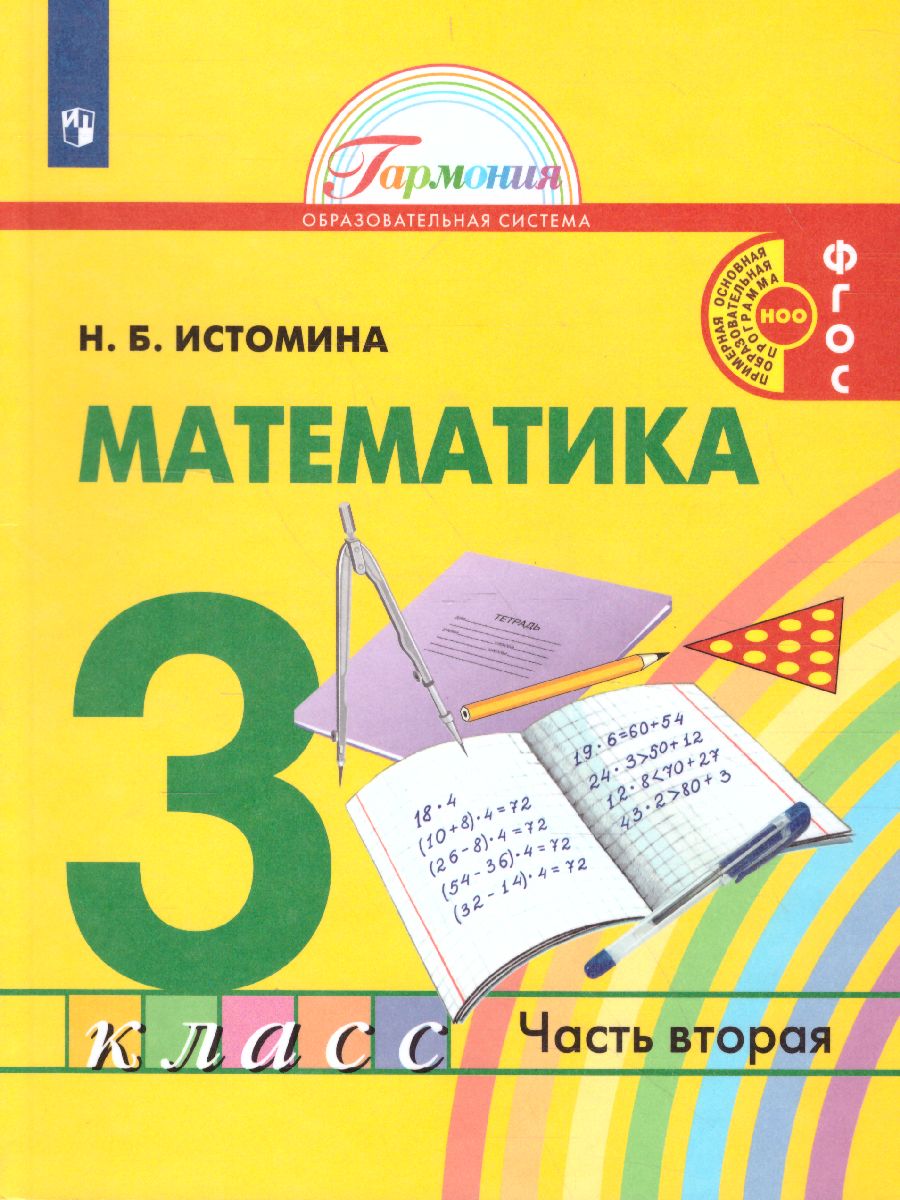 ИП
Гармония
ОБРАЗОВАТЕЛЬНАЯ СИСТЕМА
ФГОС
ПРИМЕРНАЯ ОСНОВНАЯ
ОБРАЗОВАТЕЛЬНАЯ
ПРОГРАММА
НОО
Н. Б. ИСТОМИНА
МАТЕМАТИКА
3
ТЕТРАДЬ
19 · 6=60+54
24 · 3>50+12
12 · 8<70+27
43 · 2>80+3
18 · 4
(10+8) · 4=72
(26-8) · 4=72
(54-36) · 4=72
(32-14) · 4=72
класс
Часть вторая